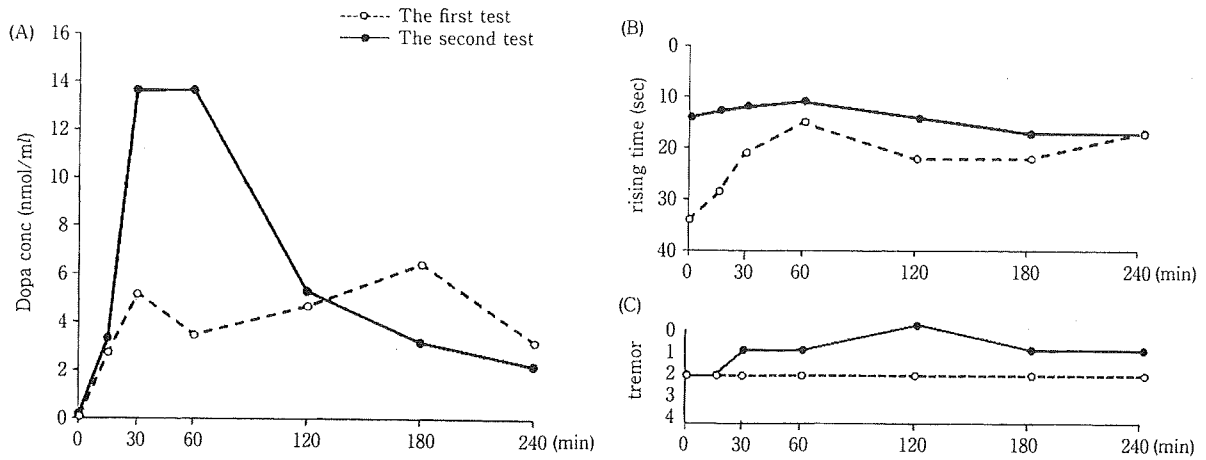 The first test
The second test
(A)
16
14
12
10
8
6
4
2
0
Dopa conc (nmol/ml)
0 30 60 120 180 240 (min)
(B)
0
10
20
30
40
rising time (sec)
0 30 60 120 180 240 (min)
(C)
0
1
2
3
4
tremor
0 30 60 120 180 240 (min)